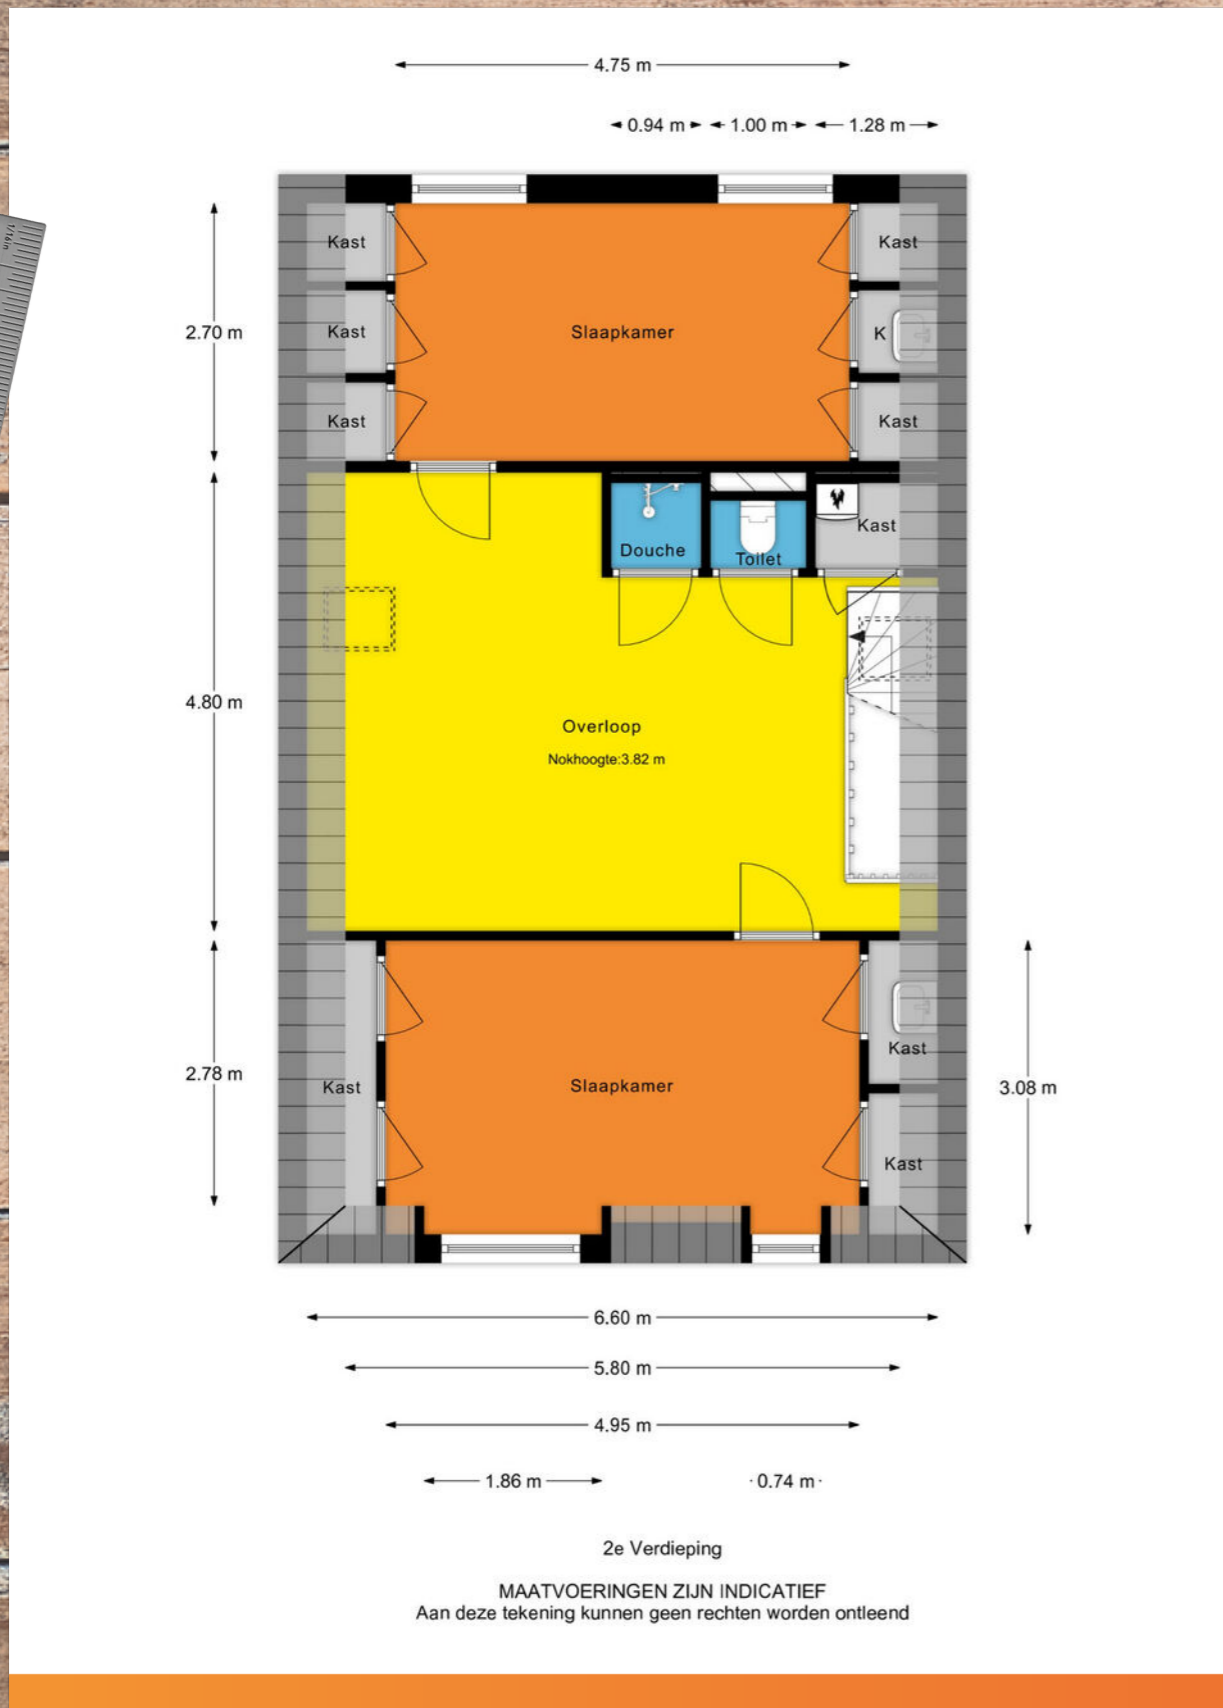 4.75 m
0.94 m 1.00 m 1.28 m
1/16in
Kast Kast
2.70 m Kast Slaapkamer K
Kast Kast
Kast
Douche Toilet
4.80 m Overloop
Nokhoogte:3.82 m
Kast
2.78 m Kast Slaapkamer 3.08 m
Kast
6.60 m
5.80 m
4.95 m
1.86 m 0.74 m
2e Verdieping
MAATVOERINGEN ZIJN INDICATIEF
Aan deze tekening kunnen geen rechten worden ontleend